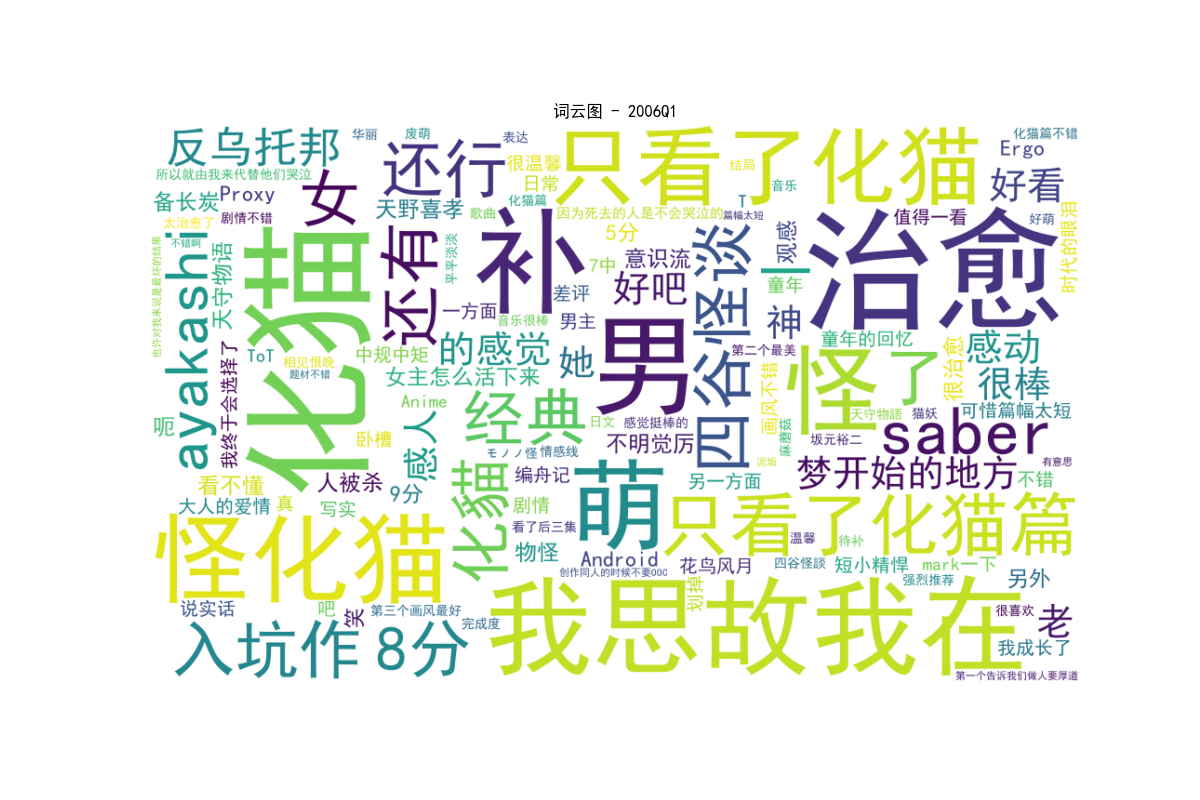 词云图 - 2006Q1
反乌托邦
华丽
废萌
表达
只看了化猫
化猫篇不错
Ergo
还行
很温馨
结局
所以就由我来代替他们哭泣
日常
音乐
好看
备长炭
Proxy
女
天野喜孝
化猫篇
T
剧情不错
歌曲
因为死去的人是不会哭泣的
篇幅太短
值得一看
好萌
太治愈了
5分
观感
时代的眼泪
不错啊
天守物语
还有
平平淡淡
补
意识流
四谷怪谈
治愈
也许对我来说是最坏的结果
ayakashi
化猫
7中
好吧
童年
一方面
差评
神
音乐很棒
男主
男
童年的回忆
ToT
中规中矩
的感觉
她
第二个最美
怪
了
感动
很治愈
我终于会选择了
相见恨晚
题材不错
女主怎么活下来
画风不错
很棒
Anime
经典
日文
感觉挺棒的
天守物語
猫妖
可惜篇幅太短
呃
卧槽
感人
不明觉厉
麻蘑菇
坂元裕二
saber
モノノ怪
情感线
泥垢
有意思
看不懂
人被杀
9分
化貓
编舟记
萌
另一方面
梦开始的地方
不错
大人的爱情
真
写实
剧情
只看了化猫篇
怪化猫
看了后三集
温馨
待补
物怪
Android
花鸟风月
四谷怪談
短小精悍
mark一下
另外
创作同人的时候不要OOC
强烈推荐
划掉
我思故我在
说实话
吧
笑
第三个画风最好
很喜欢
老
完成度
入坑作
8分
我成长了
第一个告诉我们做人要厚道